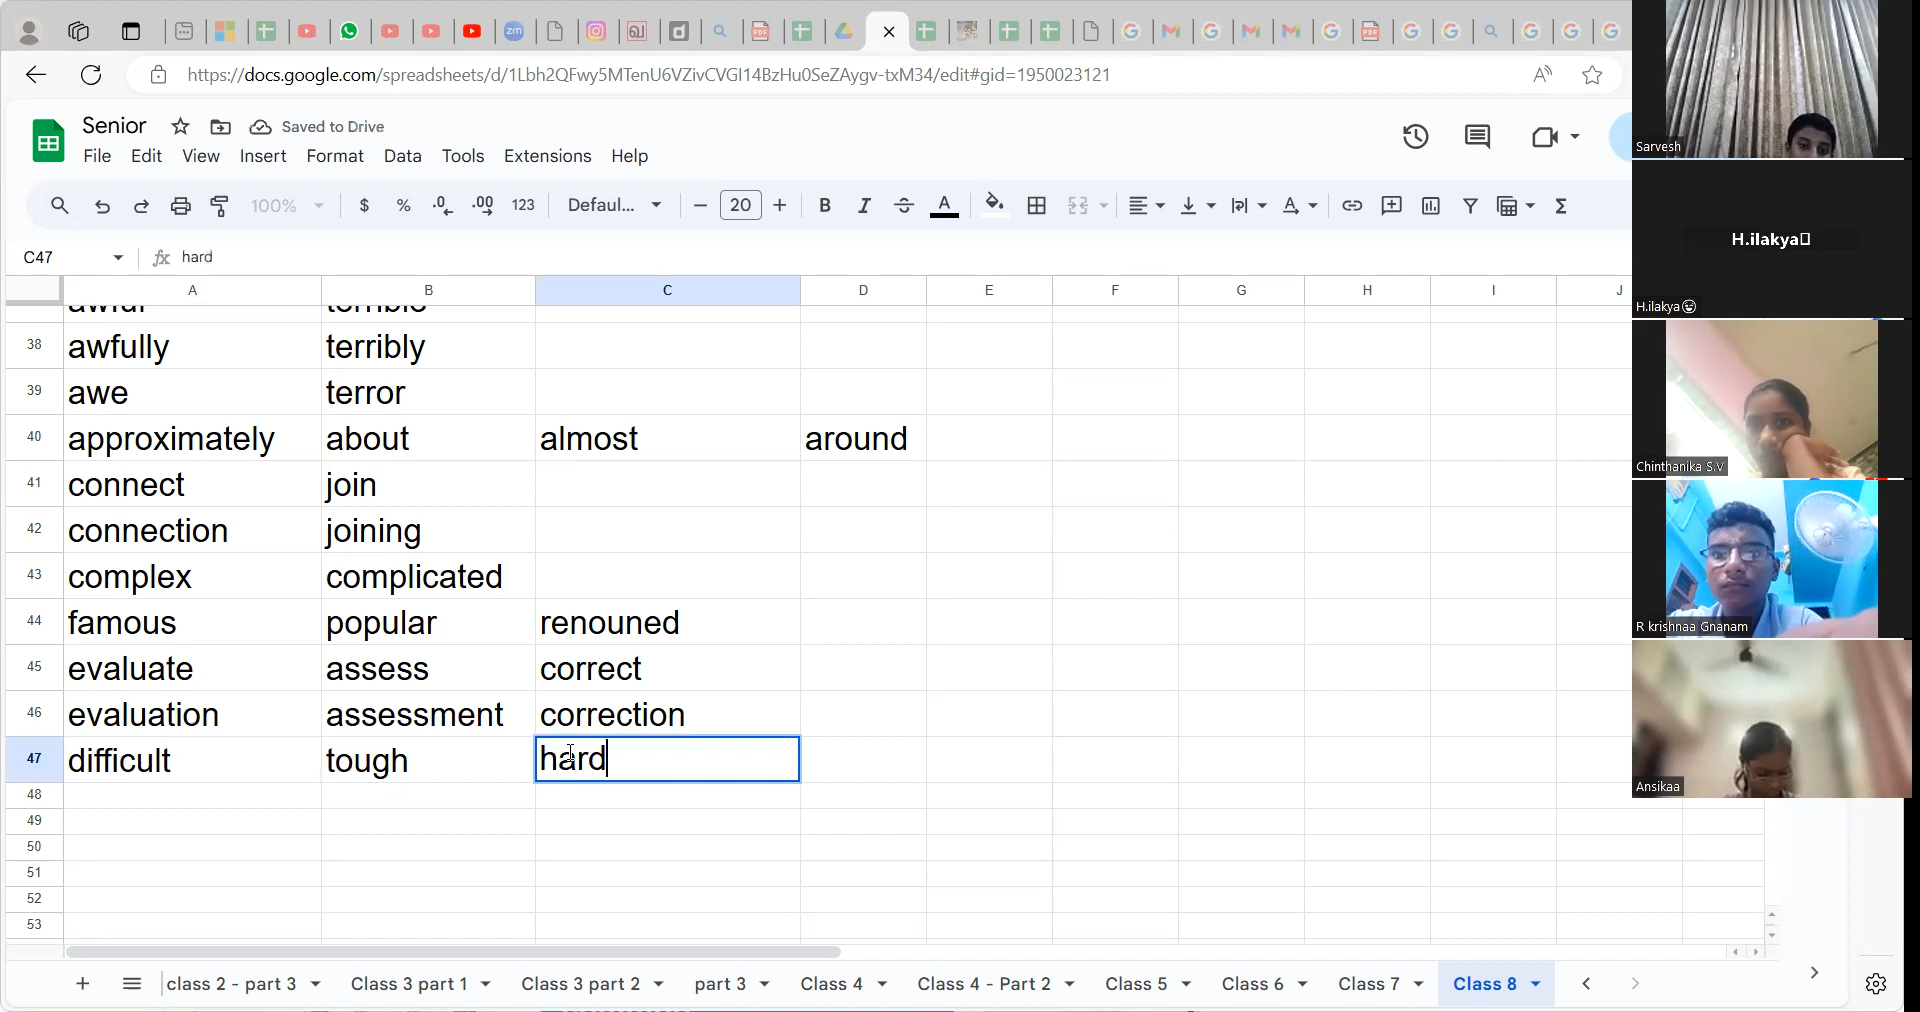 https://docs.google.com/spreadsheets/d/1Lbh2QFwy5MTenU6VZivCVGI14BzHu0SeZAygv-txM34/edit#gid=1950023121
Senior Saved to Drive
File Edit View Insert Format Data Tools Extensions Help
100% $ % .0 .00 123 Defaul... 20 B I A
C47 fx hard
A B C D E F G H I J
38 awfully terribly
39 awe terror
40 approximately about almost around
41 connect join
42 connection joining
43 complex complicated
44 famous popular renouned
45 evaluate assess correct
46 evaluation assessment correction
47 difficult tough hard
48
49
50
51
52
53
class 2 - part 3 Class 3 part 1 Class 3 part 2 part 3 Class 4 Class 4 - Part 2 Class 5 Class 6 Class 7 Class 8
Sarvesh
H.ilakya
H.ilakya
Chinthanika S.V
R krishnaa Gnanam
Ansikaa